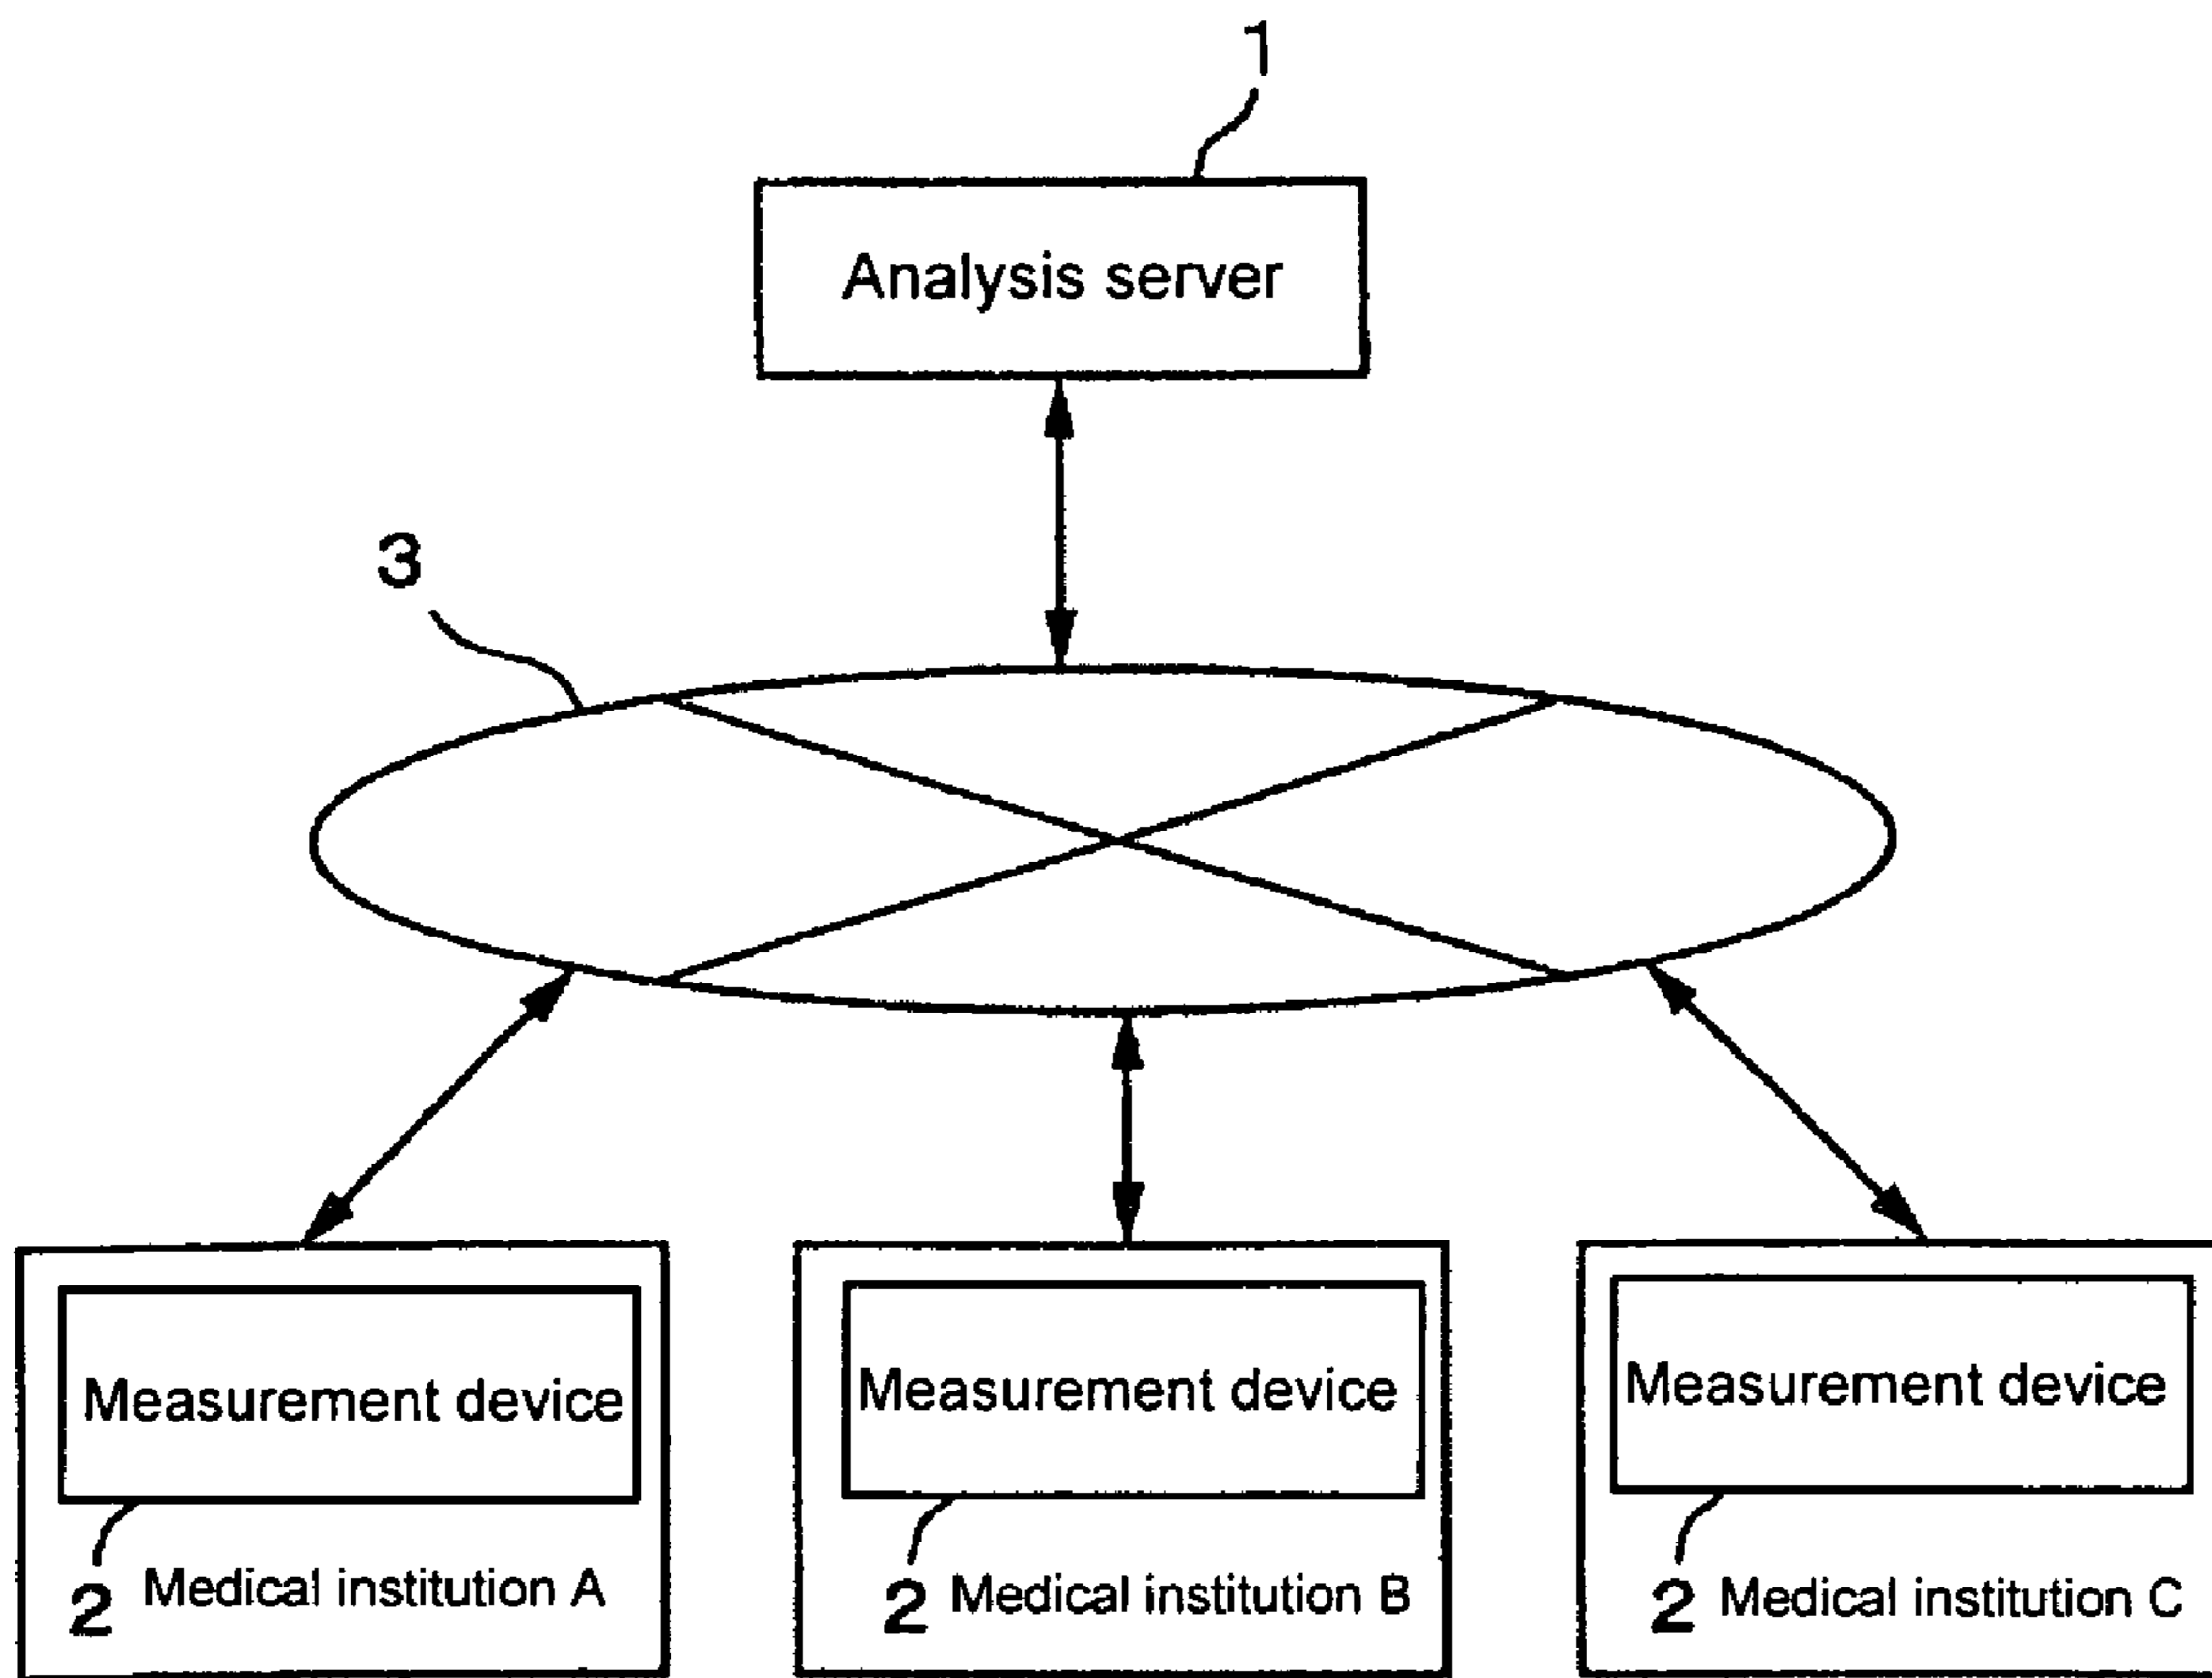 1
Analysis server
3
Measurement device
Measurement device
Measurement device
2 Medical institution A
2 Medical institution B
2 Medical institution C